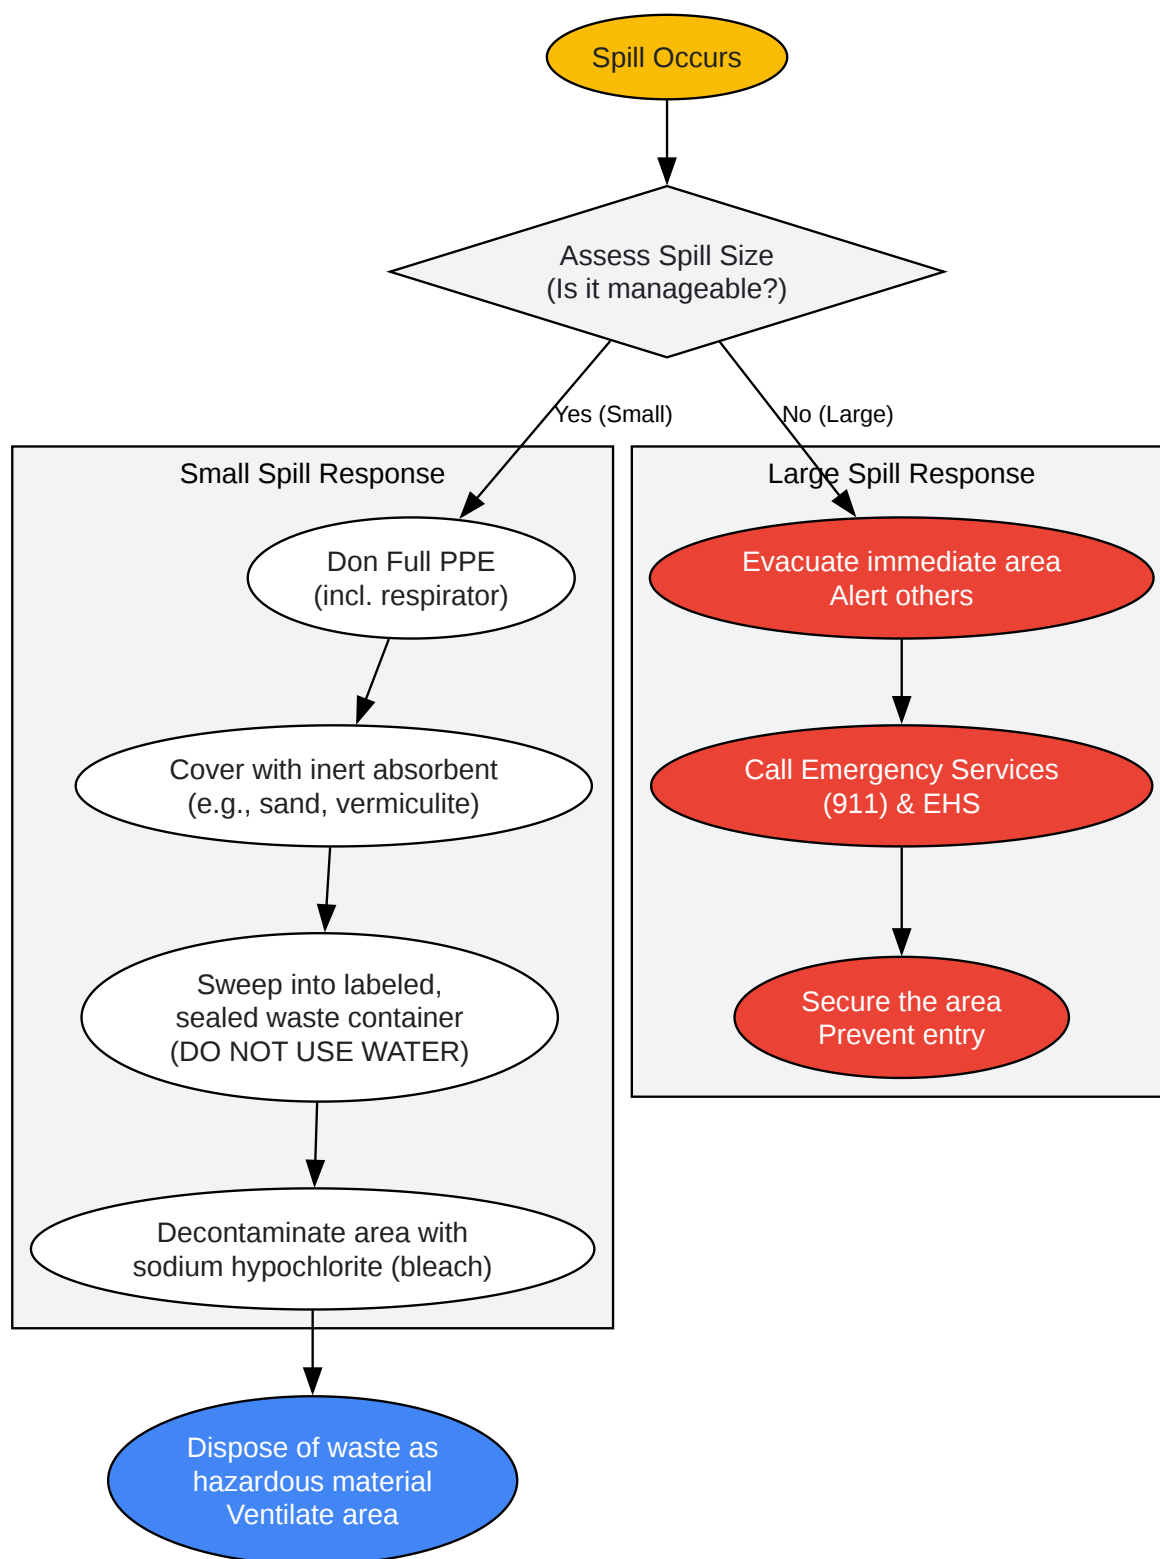 Spill Occurs
Assess Spill Size
(Is it manageable?)
Yes (Small)
No (Large)
Small Spill Response
Don Full PPE
(incl. respirator)
Cover with inert absorbent
(e.g., sand, vermiculite)
Sweep into labeled,
sealed waste container
(DO NOT USE WATER)
Decontaminate area with
sodium hypochlorite (bleach)
Dispose of waste as
hazardous material
Ventilate area
Large Spill Response
Evacuate immediate area
Alert others
Call Emergency Services
(911) & EHS
Secure the area
Prevent entry